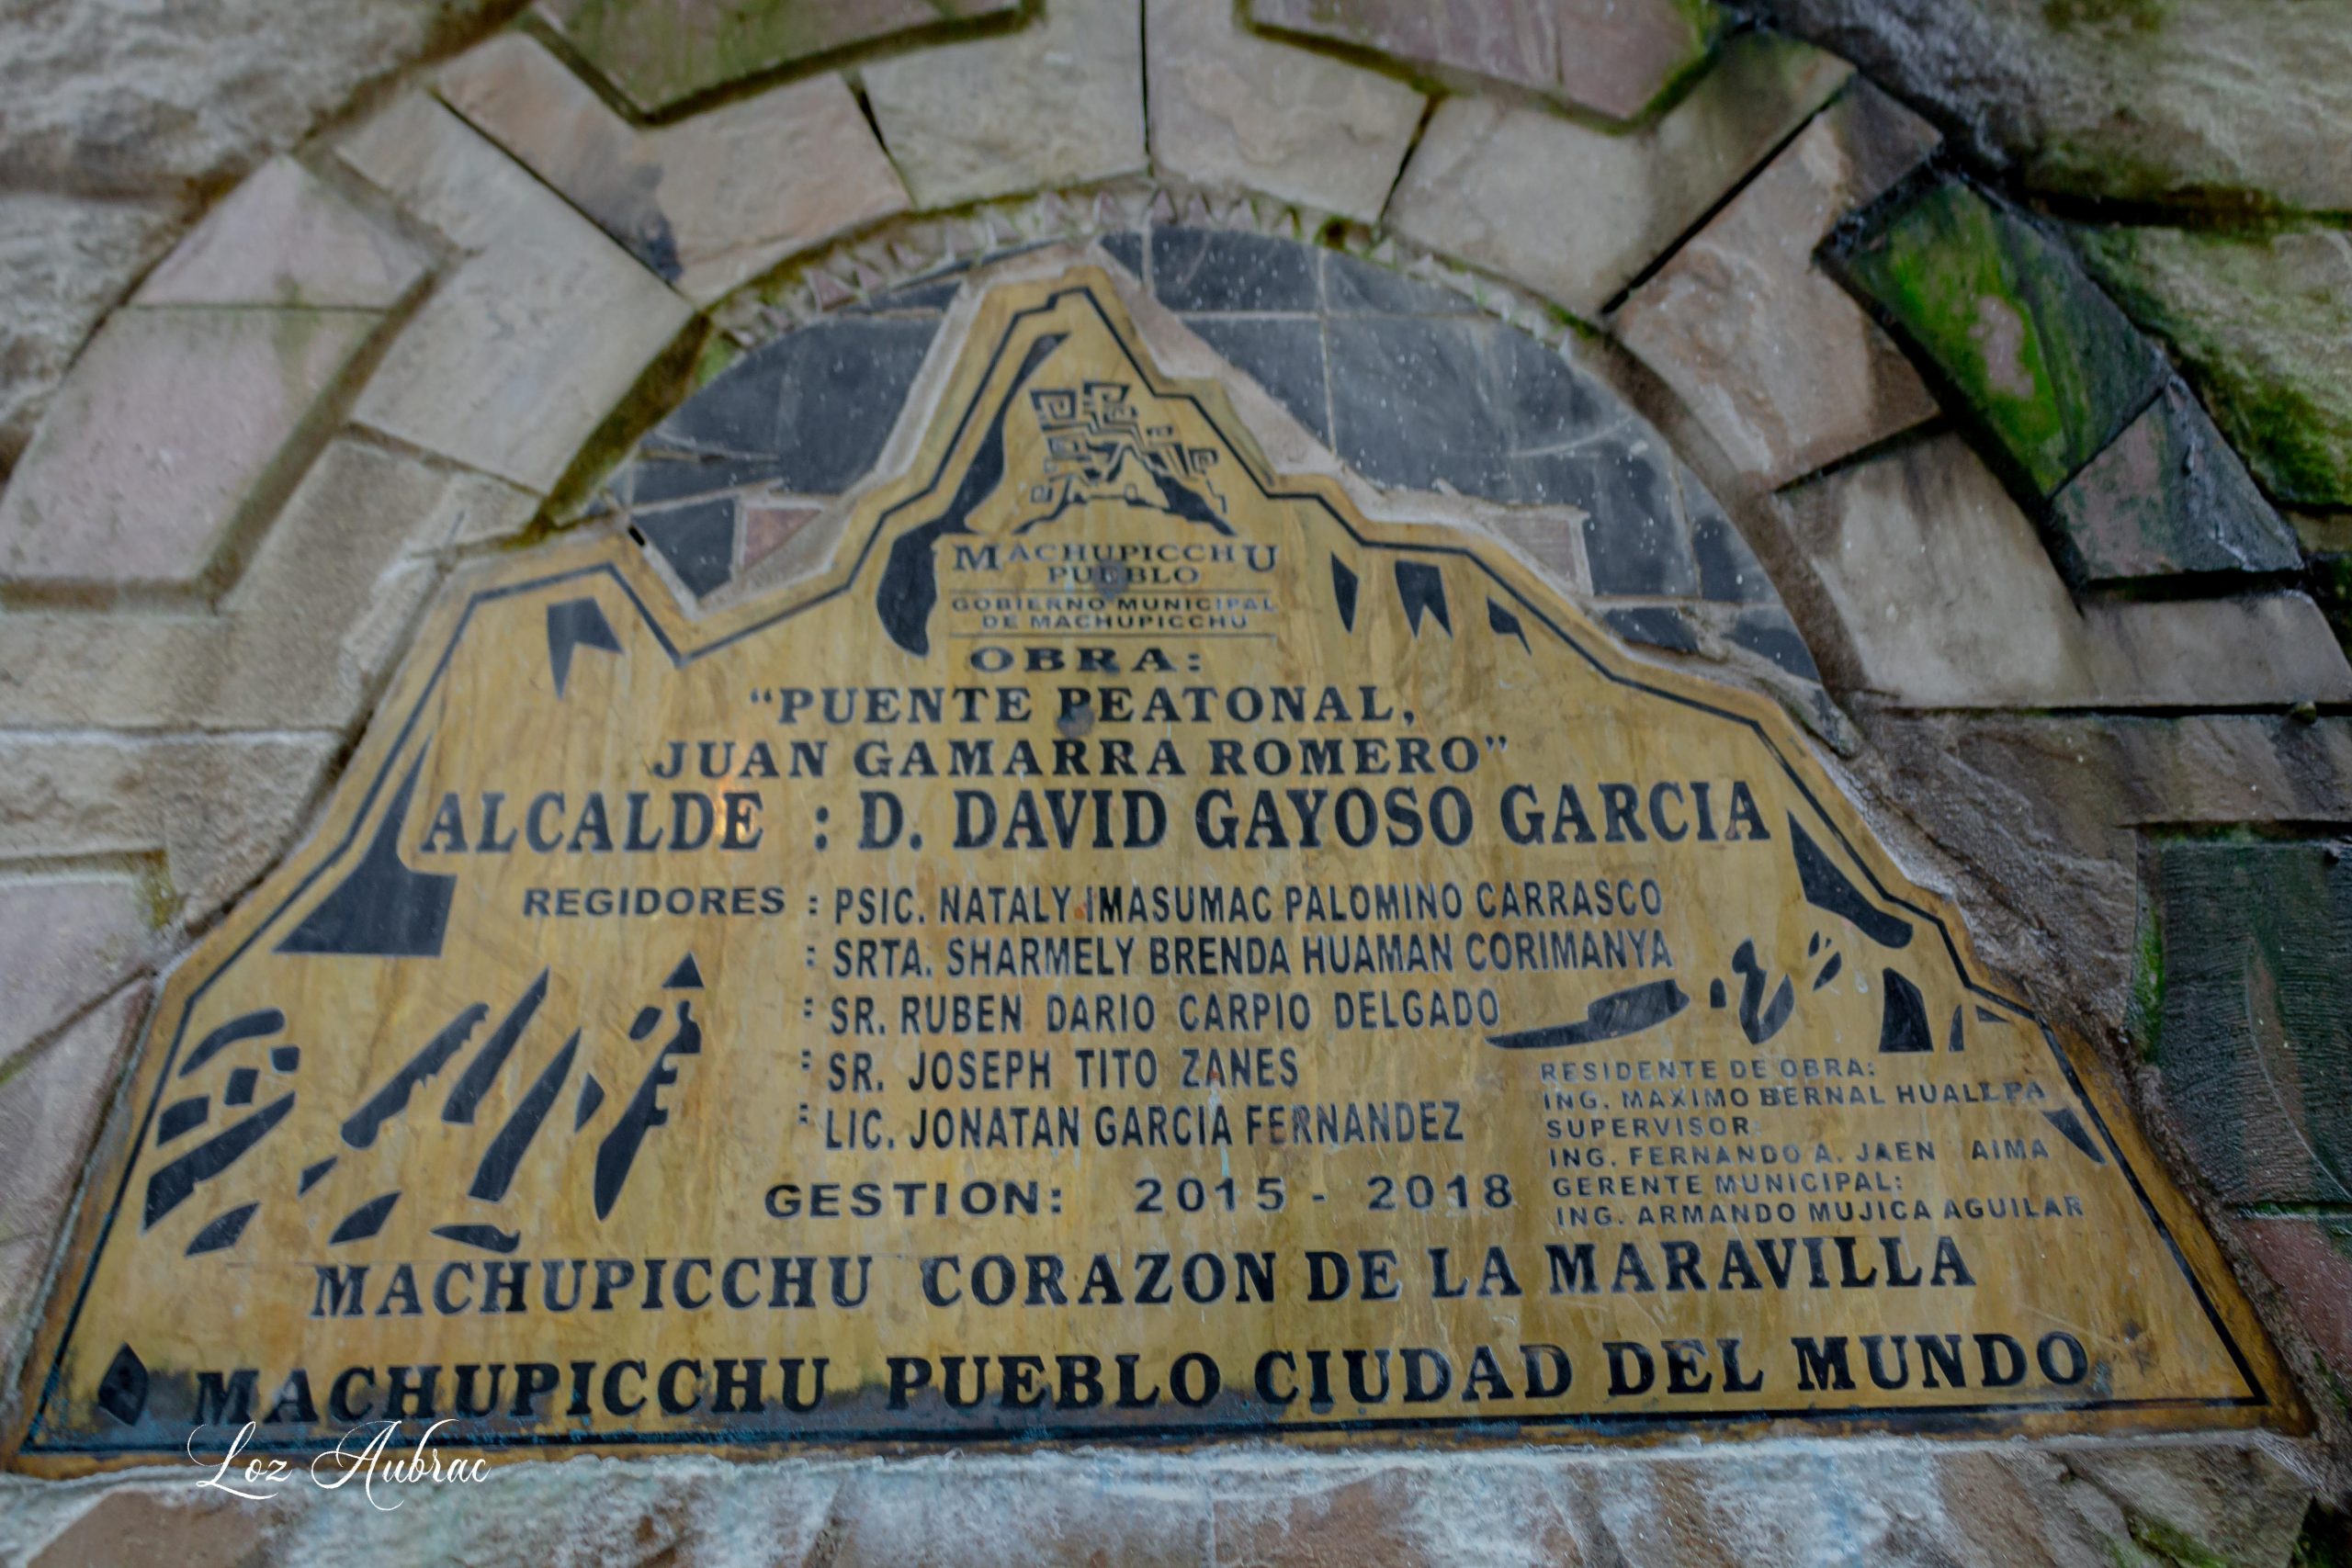 MACHUPICCHU
PUEBLO
GOBIERNO MUNICIPAL
DE MACHUPICCHU
OBRA:
"PUENTE PEATONAL,
JUAN GAMARRA ROMERO"
ALCALDE : D. DAVID GAYOSO GARCIA
REGIDORES : PSIC. NATALY IMASUMAC PALOMINO CARRASCO
: SRTA. SHARMELY BRENDA HUAMAN CORIMANYA
: SR. RUBEN DARIO CARPIO DELGADO
: SR. JOSEPH TITO ZANES
: LIC. JONATAN GARCIA FERNANDEZ
GESTION: 2015 - 2018
RESIDENTE DE OBRA:
ING. MAXIMO BERNAL HUALLPA
SUPERVISOR:
ING. FERNANDO A. JAEN AIMA
GERENTE MUNICIPAL:
ING. ARMANDO MUJICA AGUILAR
MACHUPICCHU CORAZON DE LA MARAVILLA
MACHUPICCHU PUEBLO CIUDAD DEL MUNDO
Loz Aubrac